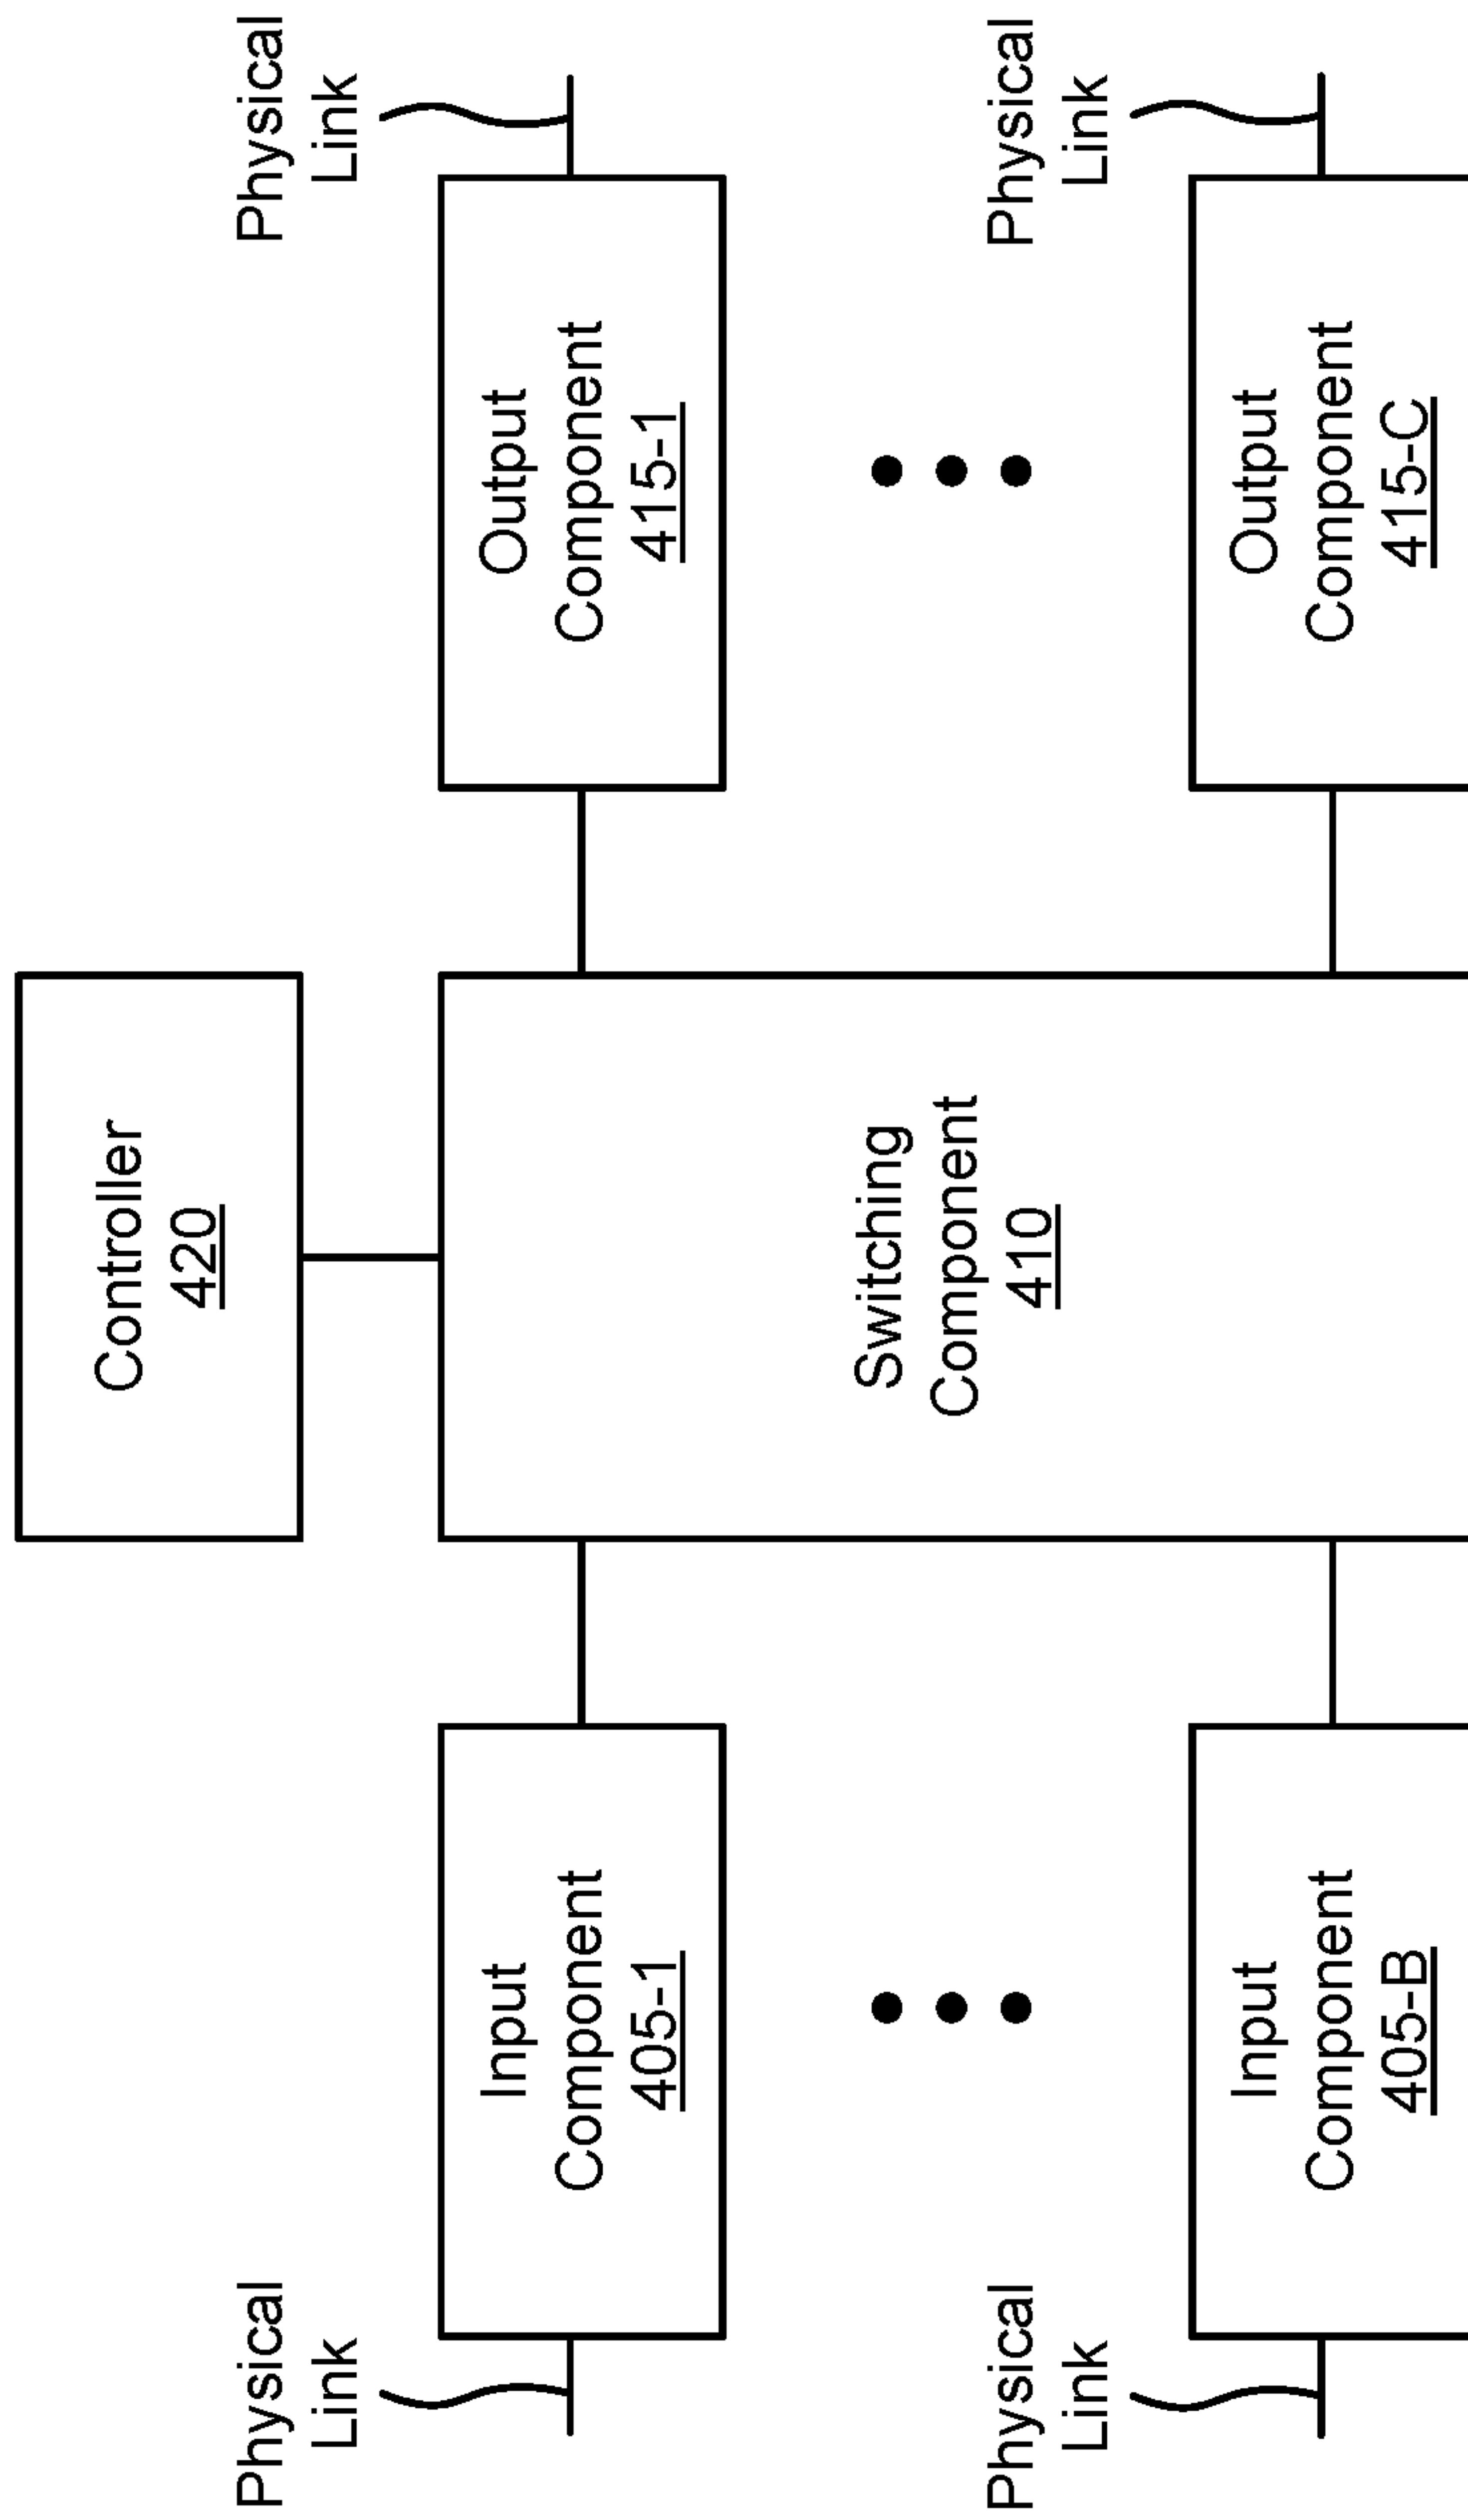 Controller
420
Physical
Link
Input
Component
405-1
Switching
Component
410
Output
Component
415-1
Physical
Link
Physical
Link
Input
Component
405-B
Output
Component
415-C
Physical
Link